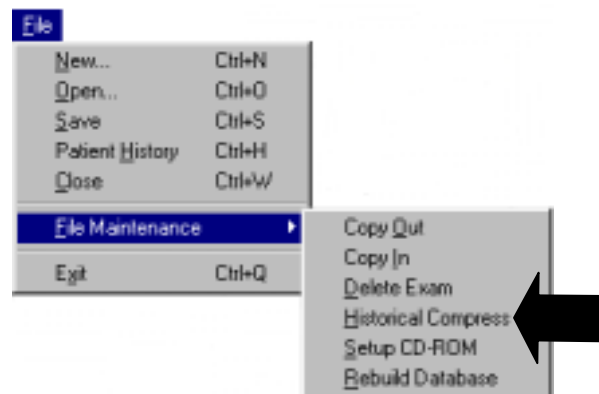 File
New... Ctrl+N
Open... Ctrl+O
Save Ctrl+S
Patient History Ctrl+H
Close Ctrl+W
File Maintenance
Exit Ctrl+Q
Copy Out
Copy In
Delete Exam
Historical Compress
Setup CD-ROM
Rebuild Database